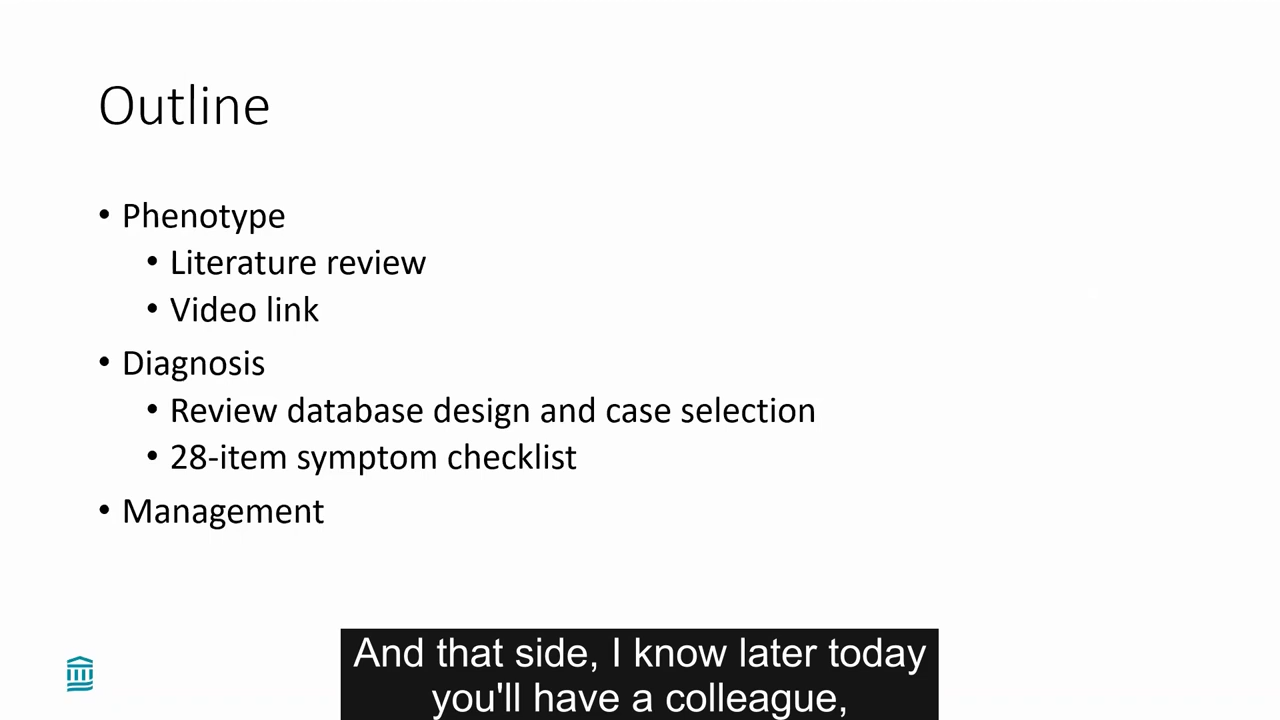 Outline
• Phenotype
• Literature review
• Video link
• Diagnosis
• Review database design and case selection
• 28-item symptom checklist
• Management
And that side, I know later today
you'll have a colleague,